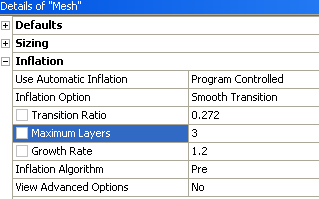 Details of "Mesh"
Defaults
Sizing
Inflation
Use Automatic Inflation Program Controlled
Inflation Option Smooth Transition
Transition Ratio 0.272
Maximum Layers 3
Growth Rate 1.2
Inflation Algorithm Pre
View Advanced Options No